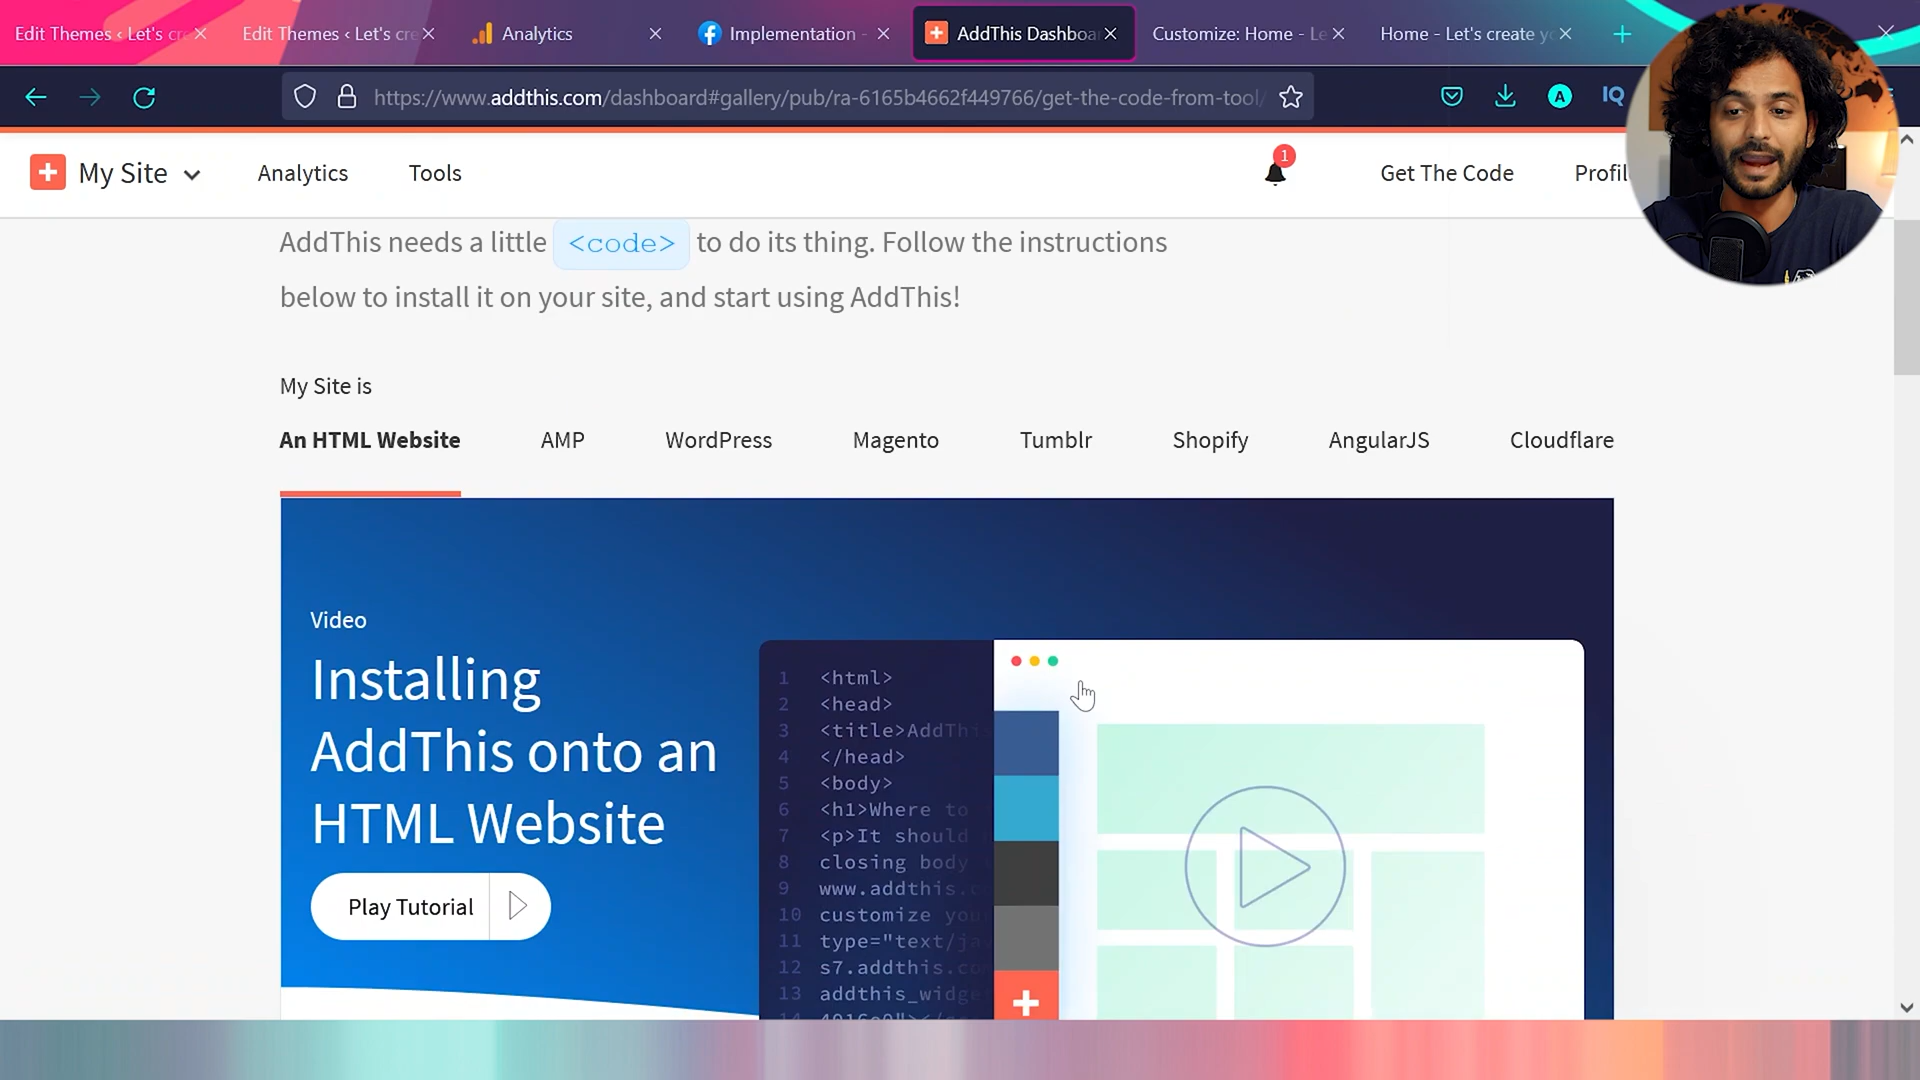 Edit Themes ‹ Let's cr
Edit Themes ‹ Let's cre
Analytics
Implementation -
AddThis Dashboa
Customize: Home - Le
Home - Let's create y
https://www.addthis.com/dashboard#gallery/pub/ra-6165b4662f449766/get-the-code-from-tool/
A
IQ
My Site
Analytics
Tools
1
Get The Code
Profil
AddThis needs a little <code> to do its thing. Follow the instructions
below to install it on your site, and start using AddThis!
My Site is
An HTML Website
AMP
WordPress
Magento
Tumblr
Shopify
AngularJS
Cloudflare
Video
Installing
AddThis onto an
HTML Website
Play Tutorial
1 <html>
2 <head>
3 <title>AddThis
4 </head>
5 <body>
6 <h1>Where to
7 <p>It should
8 closing body
9 www.addthis.c
10 customize you
11 type="text/ja
12 s7.addthis.co
13 addthis_widge